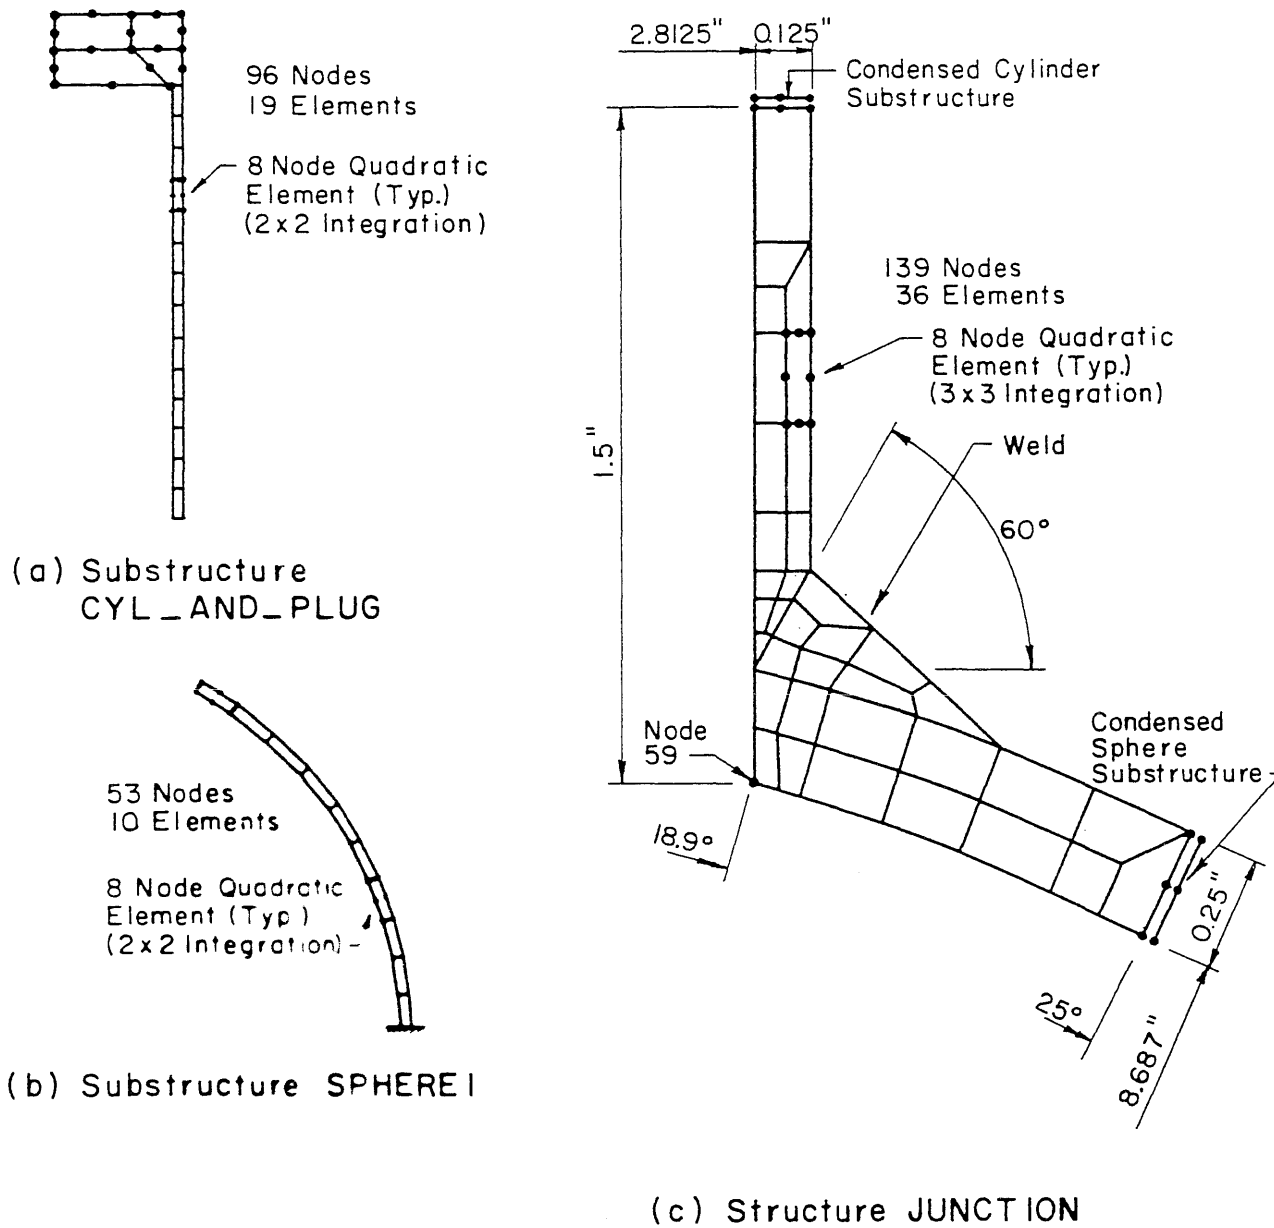 96 Nodes
19 Elements
8 Node Quadratic
Element (Typ.)
(2x2 Integration)
(a) Substructure
CYL_AND_PLUG
53 Nodes
10 Elements
8 Node Quadratic
Element (Typ )
(2x2 Integration)
(b) Substructure SPHERE1
2.8125"
0.125"
Condensed Cylinder
Substructure
139 Nodes
36 Elements
8 Node Quadratic
Element (Typ.)
(3x3 Integration)
1.5"
Weld
60°
Node
59
18.9°
Condensed
Sphere
Substructure
0.25"
25°
8.687"
(c) Structure JUNCTION